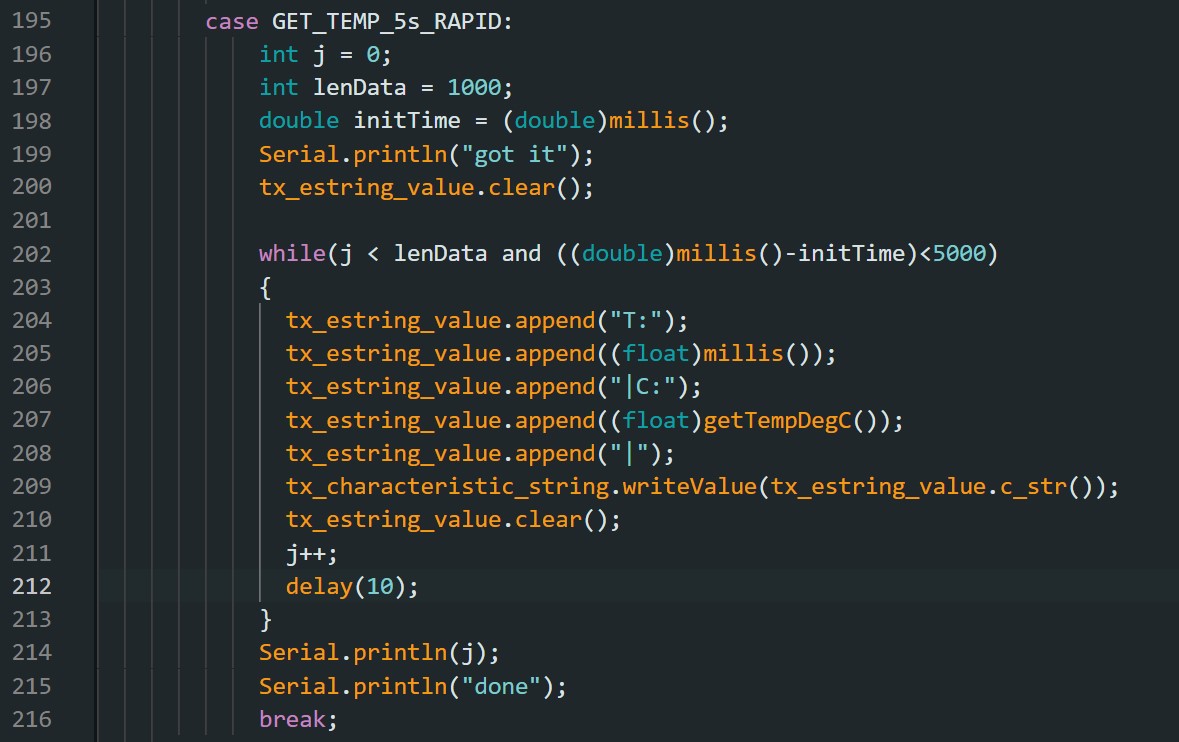 195 case GET_TEMP_5s_RAPID:
196 int j = 0;
197 int lenData = 1000;
198 double initTime = (double)millis();
199 Serial.println("got it");
200 tx_estring_value.clear();
201
202 while(j < lenData and ((double)millis()-initTime)<5000)
203 {
204 tx_estring_value.append("T:");
205 tx_estring_value.append((float)millis());
206 tx_estring_value.append("|C:");
207 tx_estring_value.append((float)getTempDegC());
208 tx_estring_value.append("|");
209 tx_characteristic_string.writeValue(tx_estring_value.c_str());
210 tx_estring_value.clear();
211 j++;
212 delay(10);
213 }
214 Serial.println(j);
215 Serial.println("done");
216 break;